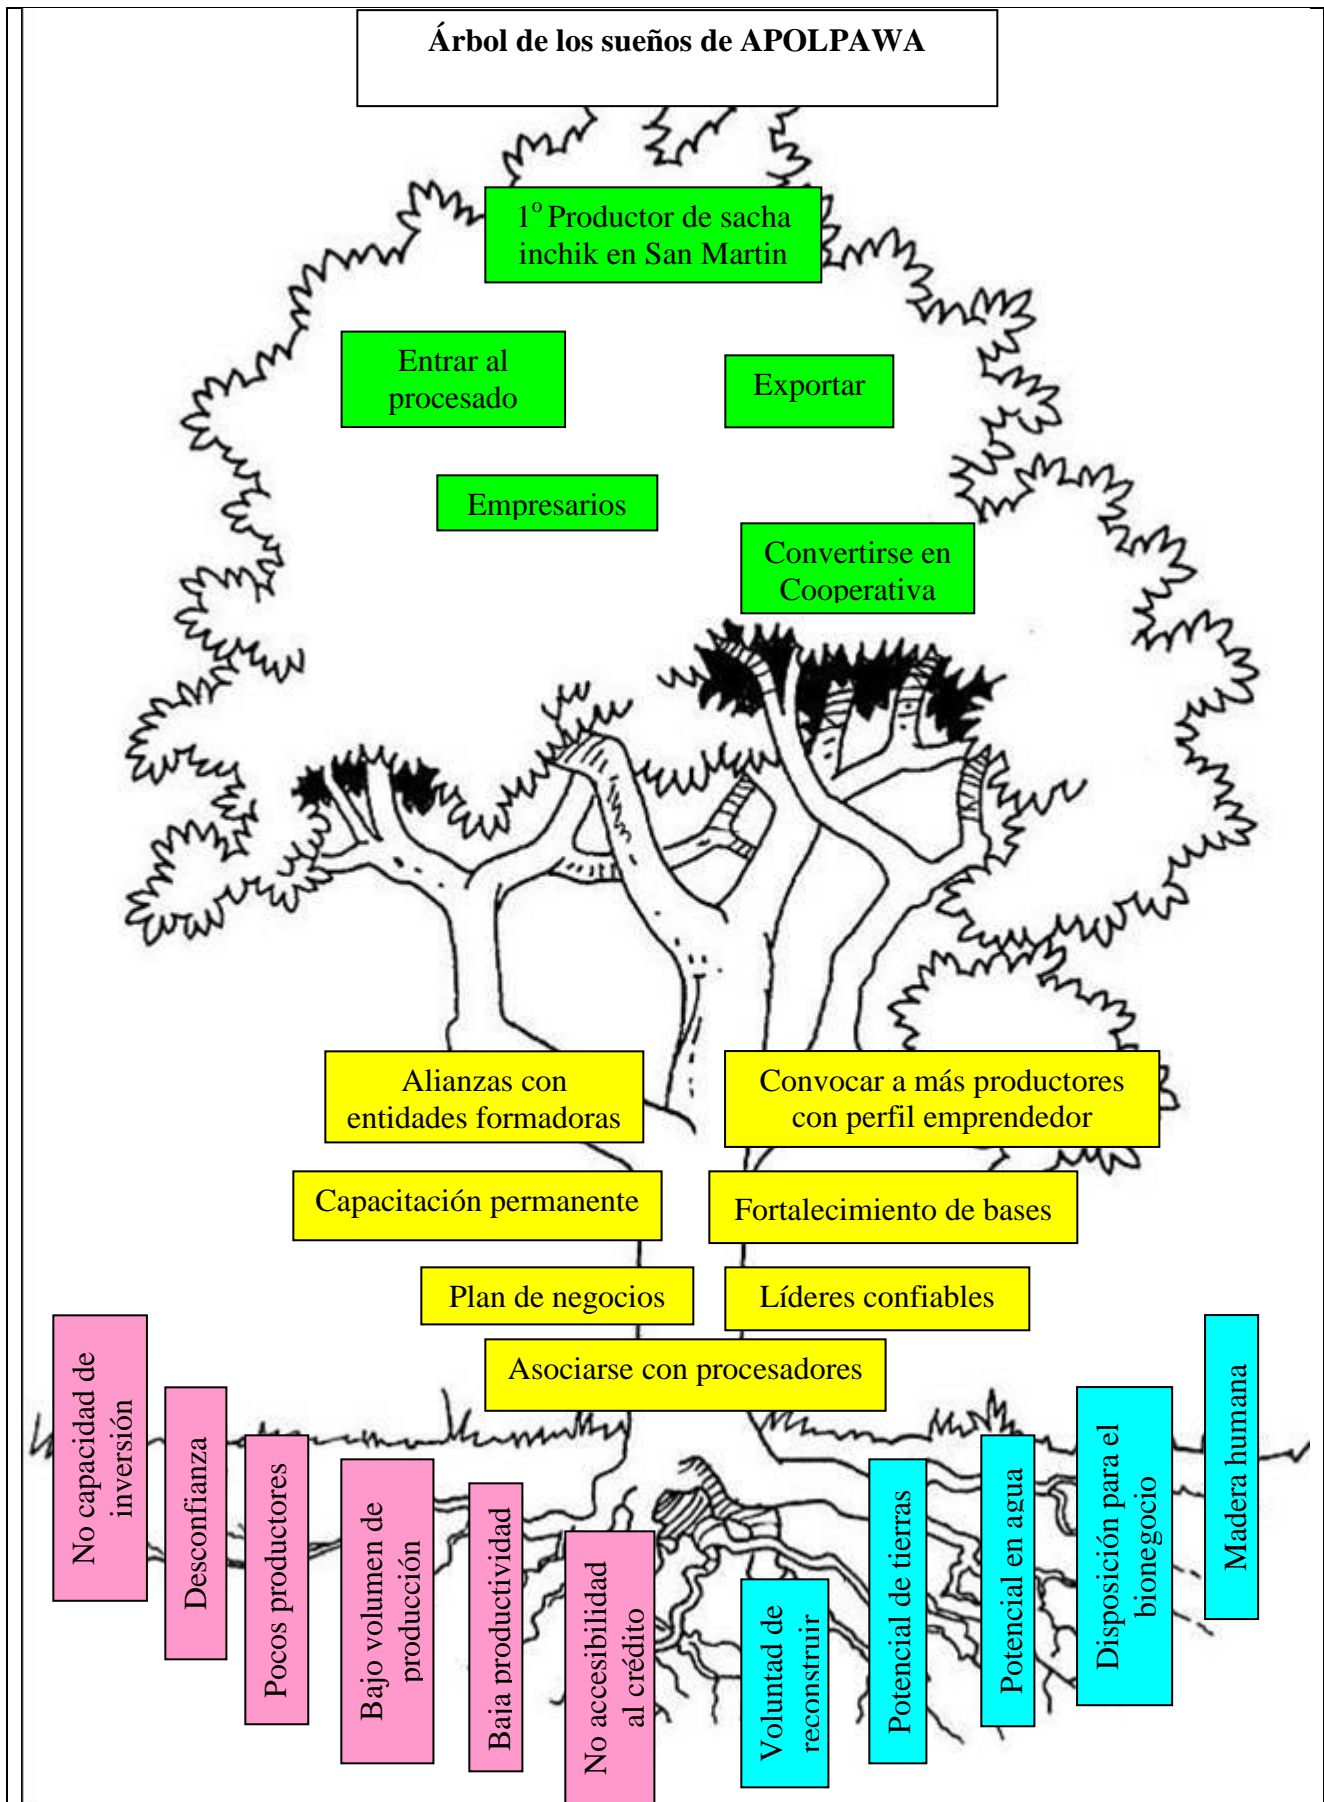 Árbol de los sueños de APOLPAWA
1º Productor de sacha
inchik en San Martin
Entrar al
procesado
Exportar
Empresarios
Convertirse en
Cooperativa
Alianzas con
entidades formadoras
Convocar a más productores
con perfil emprendedor
Capacitación permanente
Fortalecimiento de bases
Plan de negocios
Líderes confiables
Asociarse con procesadores
No capacidad de
inversión
Desconfianza
Pocos productores
Bajo volumen de
producción
Baja productividad
No accesibilidad
al crédito
Voluntad de
reconstruir
Potencial de tierras
Potencial en agua
Disposición para el
bionegocio
Madera humana